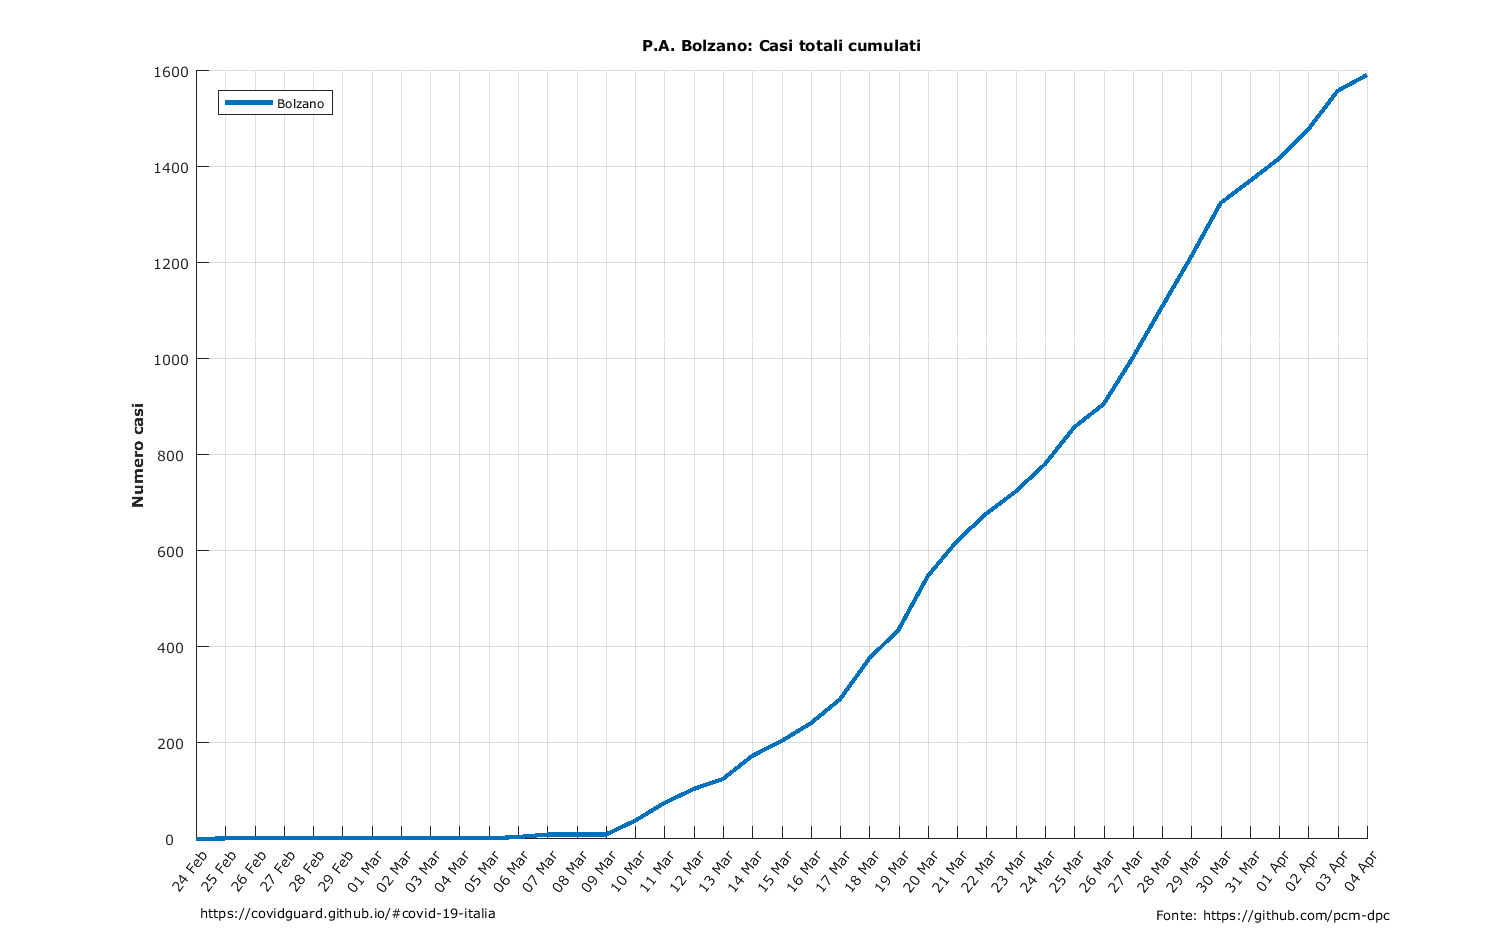 P.A. Bolzano: Casi totali cumulati
Bolzano
Numero casi
1600
1400
1200
1000
800
600
400
200
0
24 Feb
25 Feb
26 Feb
27 Feb
28 Feb
29 Feb
01 Mar
02 Mar
03 Mar
04 Mar
05 Mar
06 Mar
07 Mar
08 Mar
09 Mar
10 Mar
11 Mar
12 Mar
13 Mar
14 Mar
15 Mar
16 Mar
17 Mar
18 Mar
19 Mar
20 Mar
21 Mar
22 Mar
23 Mar
24 Mar
25 Mar
26 Mar
27 Mar
28 Mar
29 Mar
30 Mar
31 Mar
01 Apr
02 Apr
03 Apr
04 Apr
https://covidguard.github.io/#covid-19-italia
Fonte: https://github.com/pcm-dpc